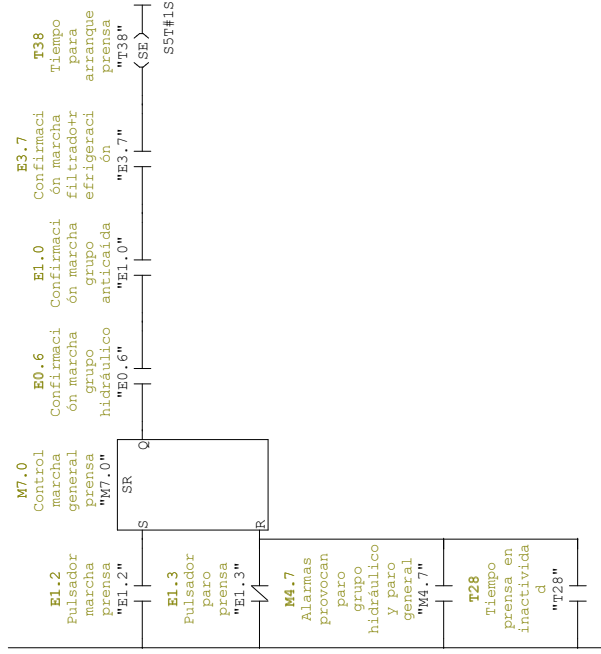 E1.2
Pulsador
marcha
prensa
"E1.2"
M7.0
Control
marcha
general
prensa
"M7.0"
SR
S
Q
R
E0.6
Confirmaci
ón marcha
grupo
hidráulico
"E0.6"
E1.0
Confirmaci
ón marcha
grupo
anticaída
"E1.0"
E3.7
Confirmaci
ón marcha
filtrado+r
efrigeraci
ón
"E3.7"
T38
Tiempo
para
arranque
prensa
"T38"
(SE)
S5T#1S
E1.3
Pulsador
paro
prensa
"E1.3"
M4.7
Alarmas
provocan
paro
grupo
hidráulico
y paro
general
"M4.7"
T28
Tiempo
prensa en
inactivida
d
"T28"